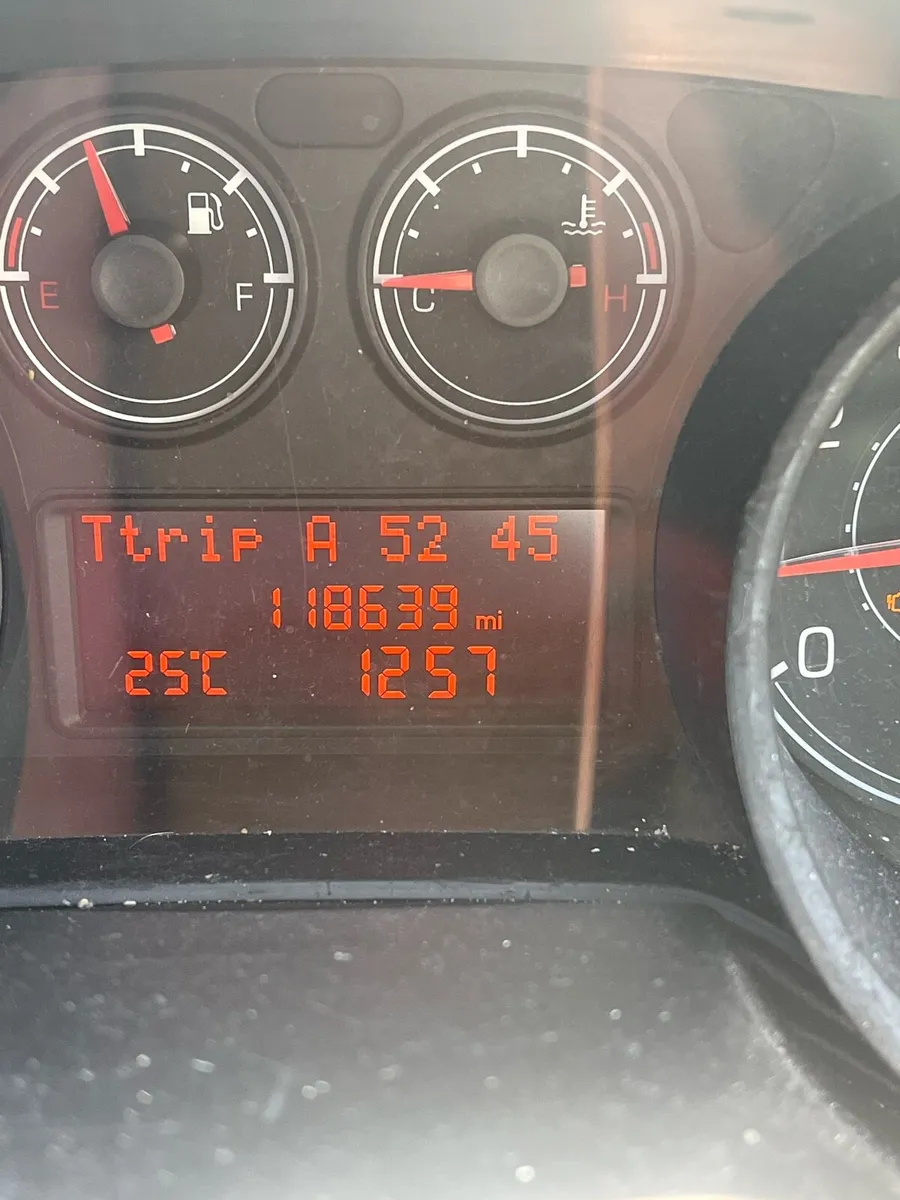 E F
C H
Ttrip A 52 45
118639 mi
25°C 1257
0